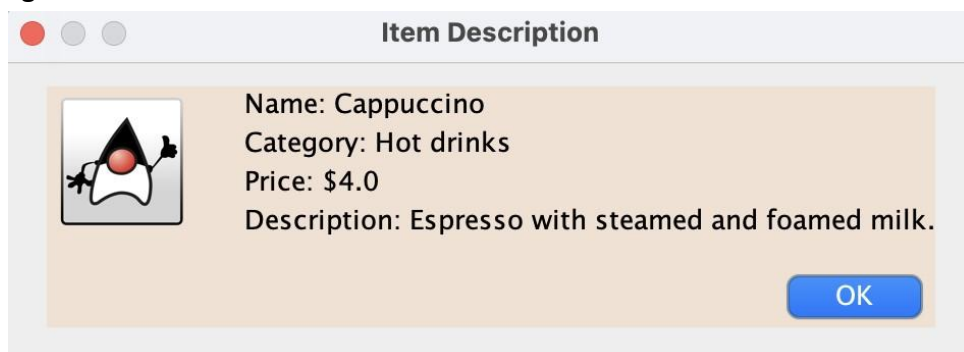 Item Description
Name: Cappuccino
Category: Hot drinks
Price: $4.0
Description: Espresso with steamed and foamed milk.
OK